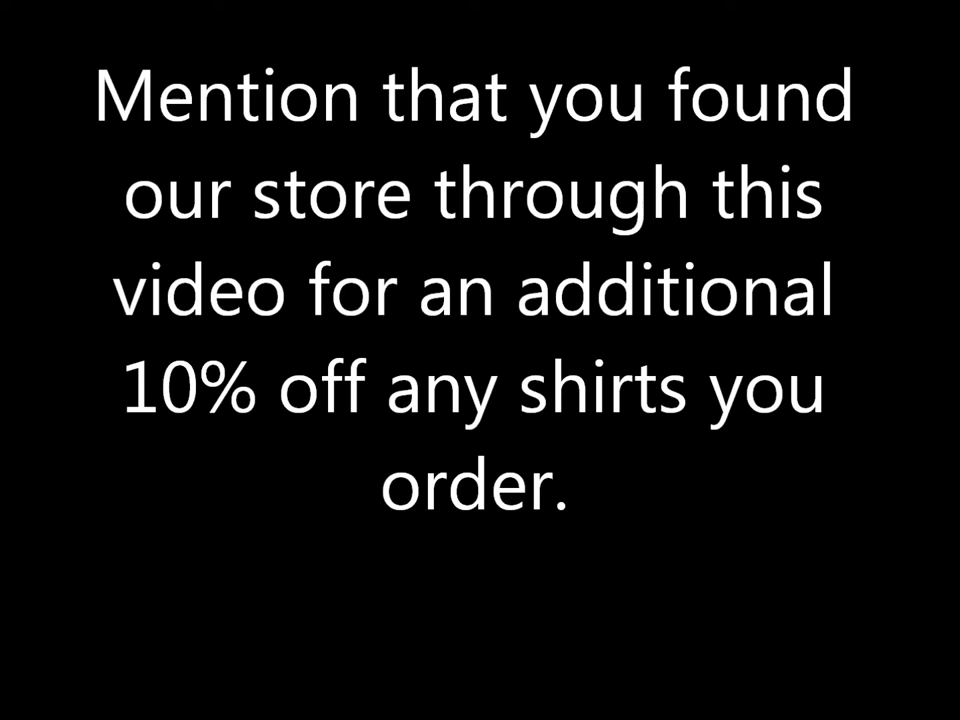 Mention that you found
our store through this
video for an additional
10% off any shirts you
order.